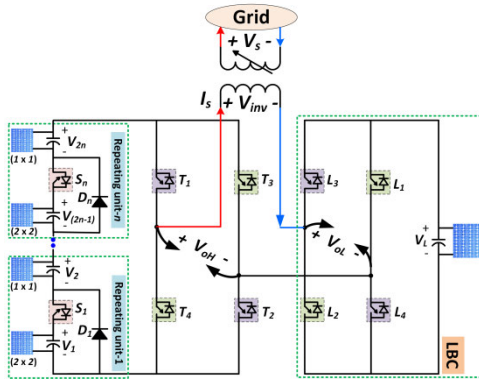 Grid
+ Vs -
Is
+ Vinv -
+
V2n
-
(1 x 1)
Sn
Dn
+
V(2n-1)
-
(2 x 2)
Repeating unit-n
+
V2
-
(1 x 1)
S1
D1
+
V1
-
(2 x 2)
Repeating unit-1
T1
T3
+ VoH -
T4
T2
L3
L1
+ VoL -
L2
L4
+
VL
-
LBC